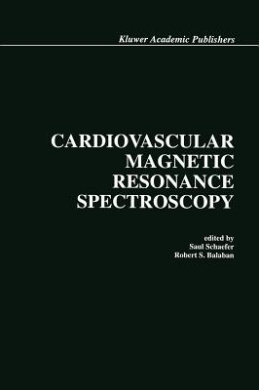 Kluwer Academic Publishers
CARDIOVASCULAR
MAGNETIC
RESONANCE
SPECTROSCOPY
edited by
Saul Schaefer
Robert S. Balaban